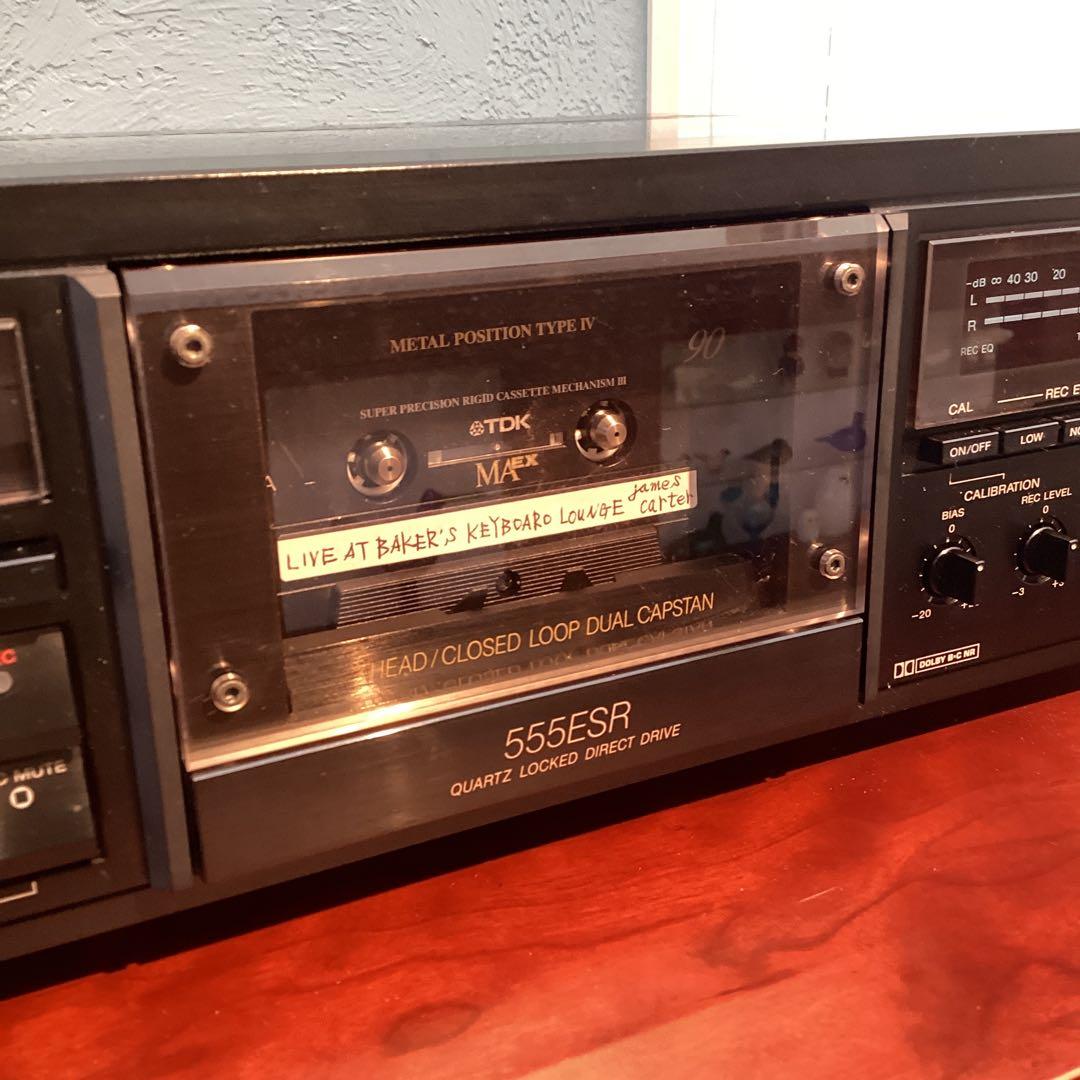 METAL POSITION TYPE IV
90
SUPER PRECISION RIGID CASSETTE MECHANISM III
TDK
A
MA EX
LIVE AT BAKER'S KEYBOARD LOUNGE james carter
HEAD/CLOSED LOOP DUAL CAPSTAN
555ESR
QUARTZ LOCKED DIRECT DRIVE
MUTE
-dB ∞ 40 30 20
L
R
REC EQ
CAL
REC
ON/OFF
LOW
CALIBRATION
BIAS
REC LEVEL
0
0
-20
-3
DOLBY B-C NR